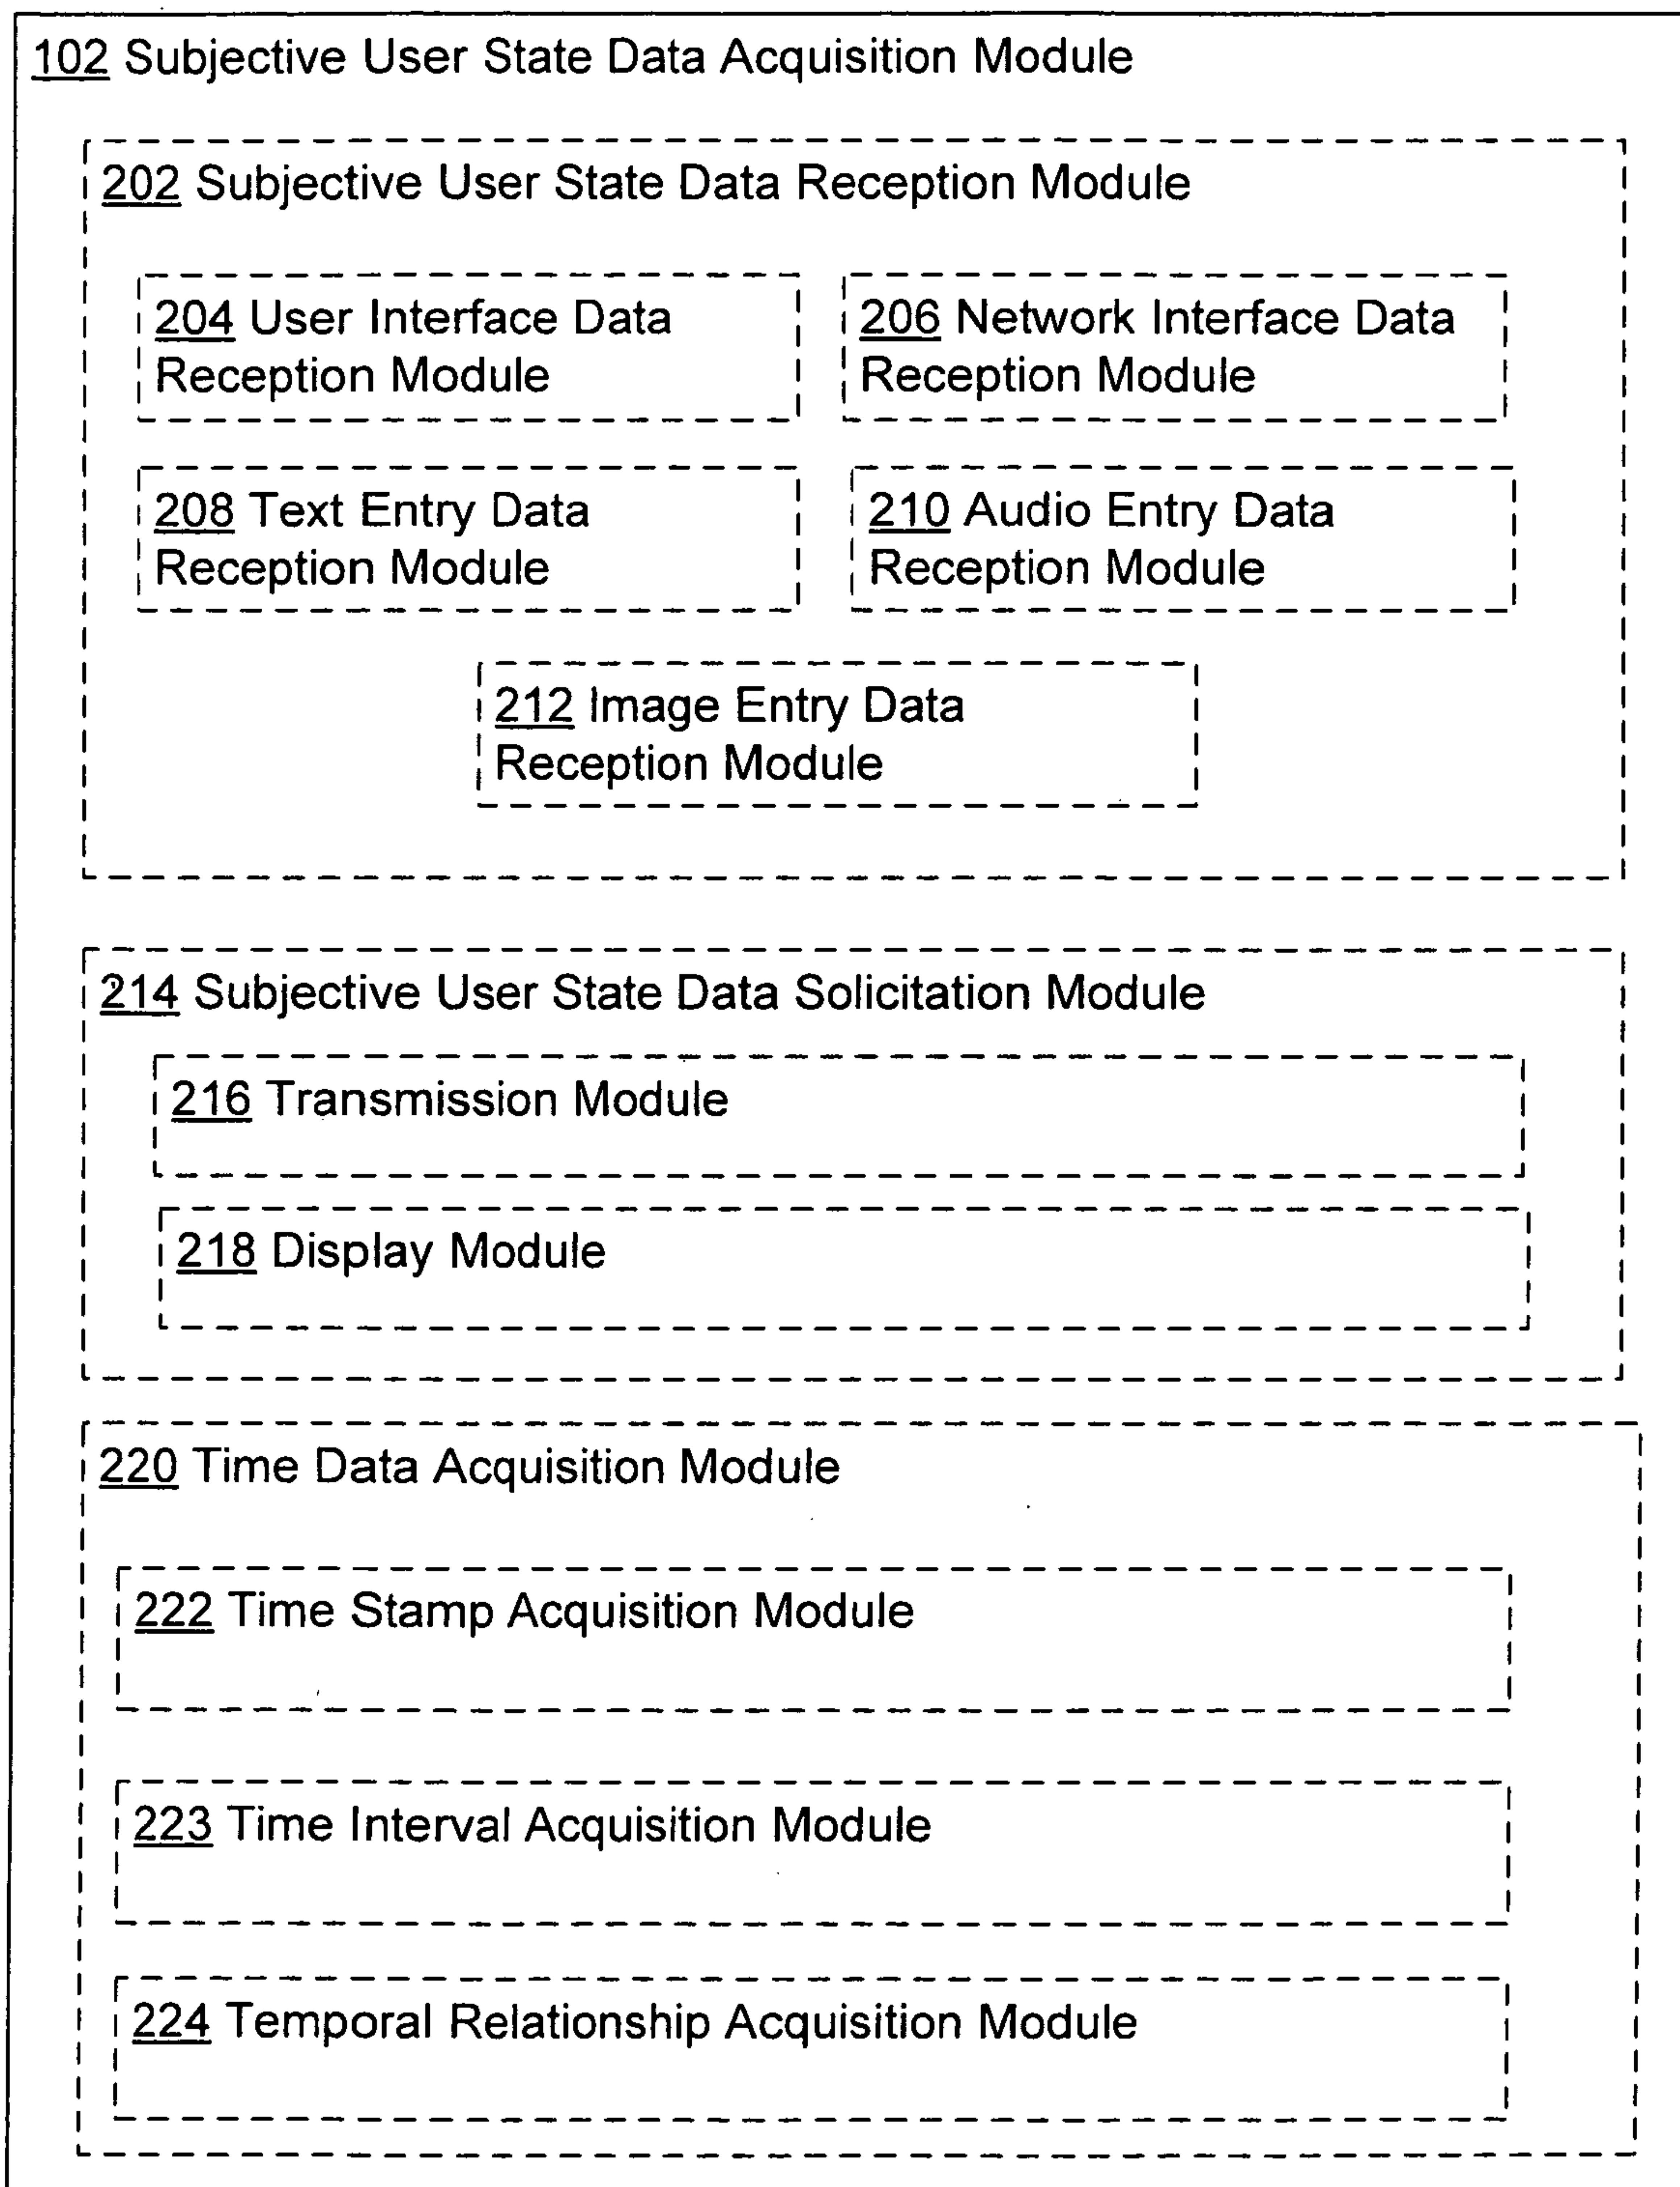 102 Subjective User State Data Acquisition Module
202 Subjective User State Data Reception Module
204 User Interface Data
Reception Module
206 Network Interface Data
Reception Module
208 Text Entry Data
Reception Module
210 Audio Entry Data
Reception Module
212 Image Entry Data
Reception Module
214 Subjective User State Data Solicitation Module
216 Transmission Module
218 Display Module
220 Time Data Acquisition Module
222 Time Stamp Acquisition Module
223 Time Interval Acquisition Module
224 Temporal Relationship Acquisition Module